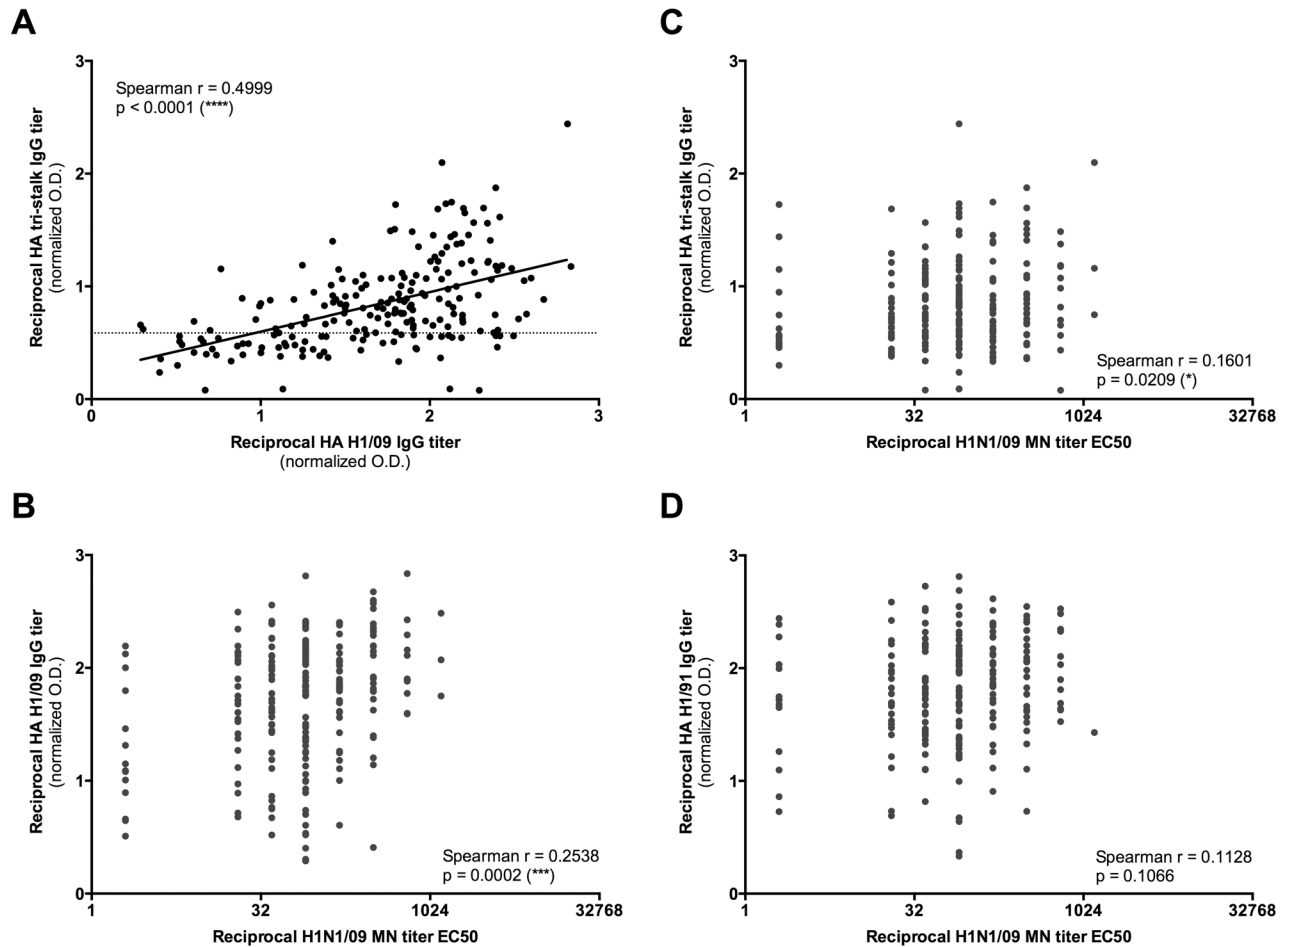 A
Reciprocal HA tri-stalk IgG tier
(normalized O.D.)
3
2
1
0
Spearman r = 0.4999
p < 0.0001 (****)
0
1
2
3
Reciprocal HA H1/09 IgG titer
(normalized O.D.)
C
Reciprocal HA tri-stalk IgG tier
(normalized O.D.)
3
2
1
0
Spearman r = 0.1601
p = 0.0209 (*)
1
32
1024
32768
Reciprocal H1N1/09 MN titer EC50
B
Reciprocal HA H1/09 IgG tier
(normalized O.D.)
3
2
1
0
Spearman r = 0.2538
p = 0.0002 (***)
1
32
1024
32768
Reciprocal H1N1/09 MN titer EC50
D
Reciprocal HA H1/91 IgG tier
(normalized O.D.)
3
2
1
0
Spearman r = 0.1128
p = 0.1066
1
32
1024
32768
Reciprocal H1N1/09 MN titer EC50